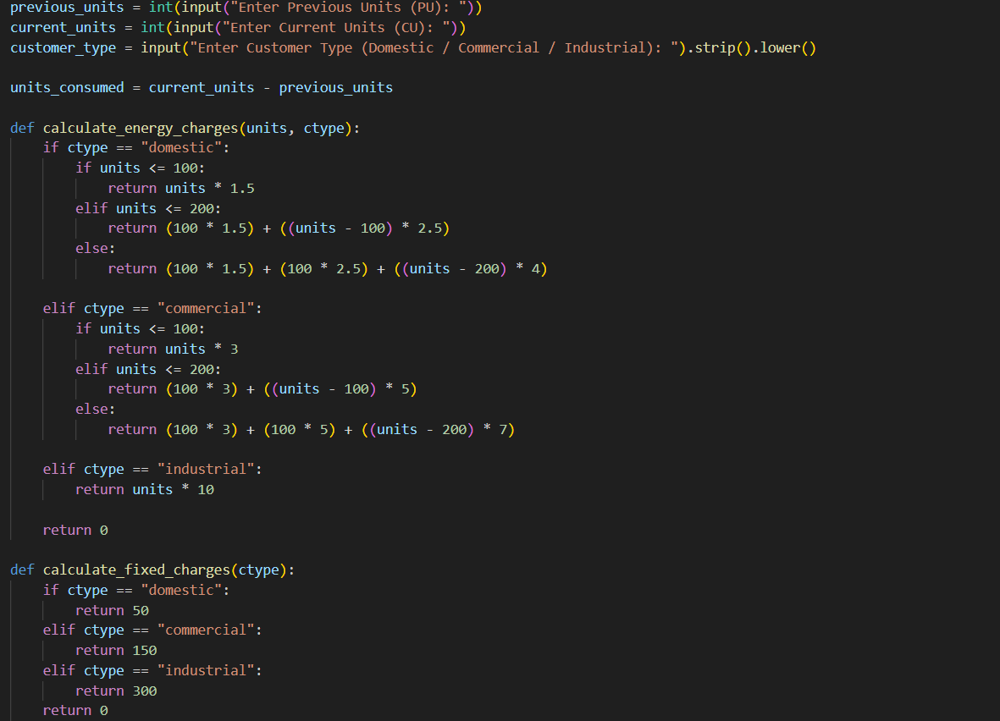 previous_units = int(input("Enter Previous Units (PU): "))
current_units = int(input("Enter Current Units (CU): "))
customer_type = input("Enter Customer Type (Domestic / Commercial / Industrial): ").strip().lower()

units_consumed = current_units - previous_units

def calculate_energy_charges(units, ctype):
    if ctype == "domestic":
        if units <= 100:
            return units * 1.5
        elif units <= 200:
            return (100 * 1.5) + ((units - 100) * 2.5)
        else:
            return (100 * 1.5) + (100 * 2.5) + ((units - 200) * 4)

    elif ctype == "commercial":
        if units <= 100:
            return units * 3
        elif units <= 200:
            return (100 * 3) + ((units - 100) * 5)
        else:
            return (100 * 3) + (100 * 5) + ((units - 200) * 7)

    elif ctype == "industrial":
        return units * 10

    return 0

def calculate_fixed_charges(ctype):
    if ctype == "domestic":
        return 50
    elif ctype == "commercial":
        return 150
    elif ctype == "industrial":
        return 300
    return 0